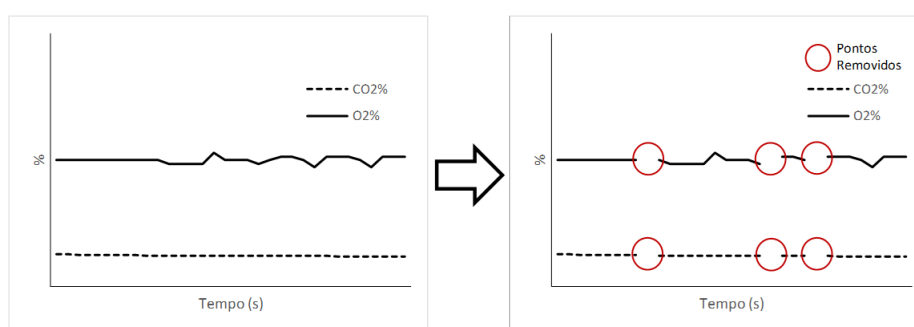 CO2%
O2%
%
Tempo (s)
Pontos
Removidos
CO2%
O2%
%
Tempo (s)